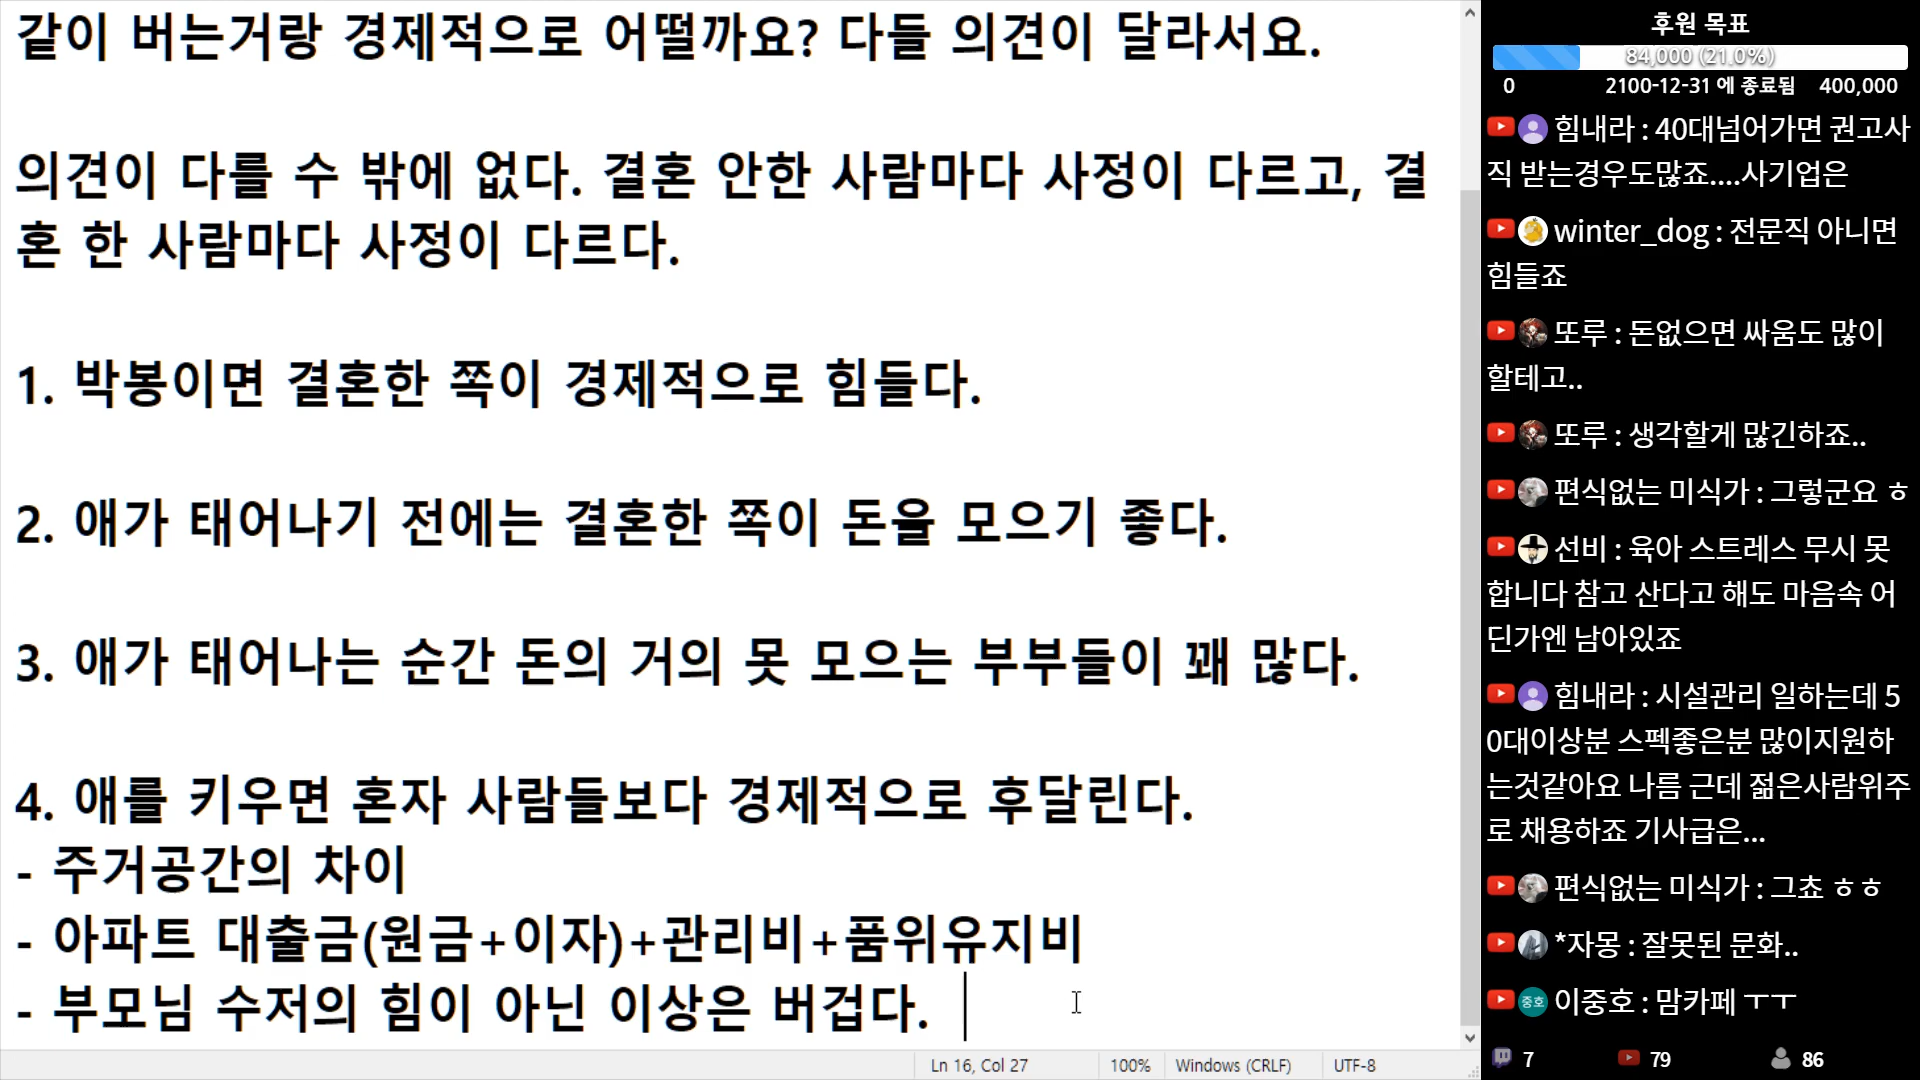 같이 버는거랑 경제적으로 어떨까요? 다들 의견이 달라서요.
의견이 다를 수 밖에 없다. 결혼 안한 사람마다 사정이 다르고, 결
혼 한 사람마다 사정이 다르다.
1. 박봉이면 결혼한 쪽이 경제적으로 힘들다.
2. 애가 태어나기 전에는 결혼한 쪽이 돈을 모으기 좋다.
3. 애가 태어나는 순간 돈의 거의 못 모으는 부부들이 꽤 많다.
4. 애를 키우면 혼자 사람들보다 경제적으로 후달린다.
- 주거공간의 차이
- 아파트 대출금(원금+이자)+관리비+품위유지비
- 부모님 수저의 힘이 아닌 이상은 버겁다.
Ln 16, Col 27
100%
Windows (CRLF)
UTF-8
후원 목표
84,000 (21.0%)
0 2100-12-31 에 종료됨 400,000
힘내라 : 40대넘어가면 권고사
직 받는경우도많죠....사기업은
winter_dog : 전문직 아니면
힘들죠
또루 : 돈없으면 싸움도 많이
할테고..
또루 : 생각할게 많긴하죠..
편식없는 미식가 : 그렇군요 ㅎ
선비 : 육아 스트레스 무시 못
합니다 참고 산다고 해도 마음속 어
딘가엔 남아있죠
힘내라 : 시설관리 일하는데 5
0대이상분 스펙좋은분 많이지원하
는것같아요 나름 근데 젊은사람위주
로 채용하죠 기사급은...
편식없는 미식가 : 그쵸 ㅎㅎ
*자몽 : 잘못된 문화..
중호 이중호 : 맘카페 ㅜㅜ
7 79 86